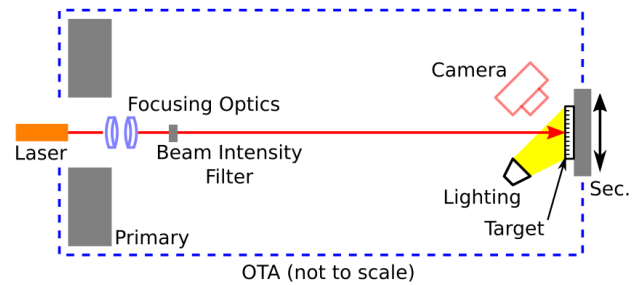 Camera
Focusing Optics
Laser
Beam Intensity
Filter
Lighting
Sec.
Target
Primary
OTA (not to scale)